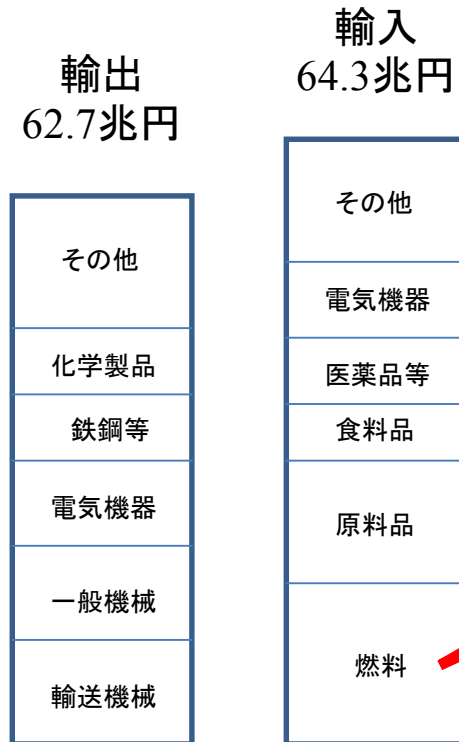 輸出
62.7兆円
その他
化学製品
鉄鋼等
電気機器
一般機械
輸送機械
輸入
64.3兆円
その他
電気機器
医薬品等
食料品
原料品
燃料